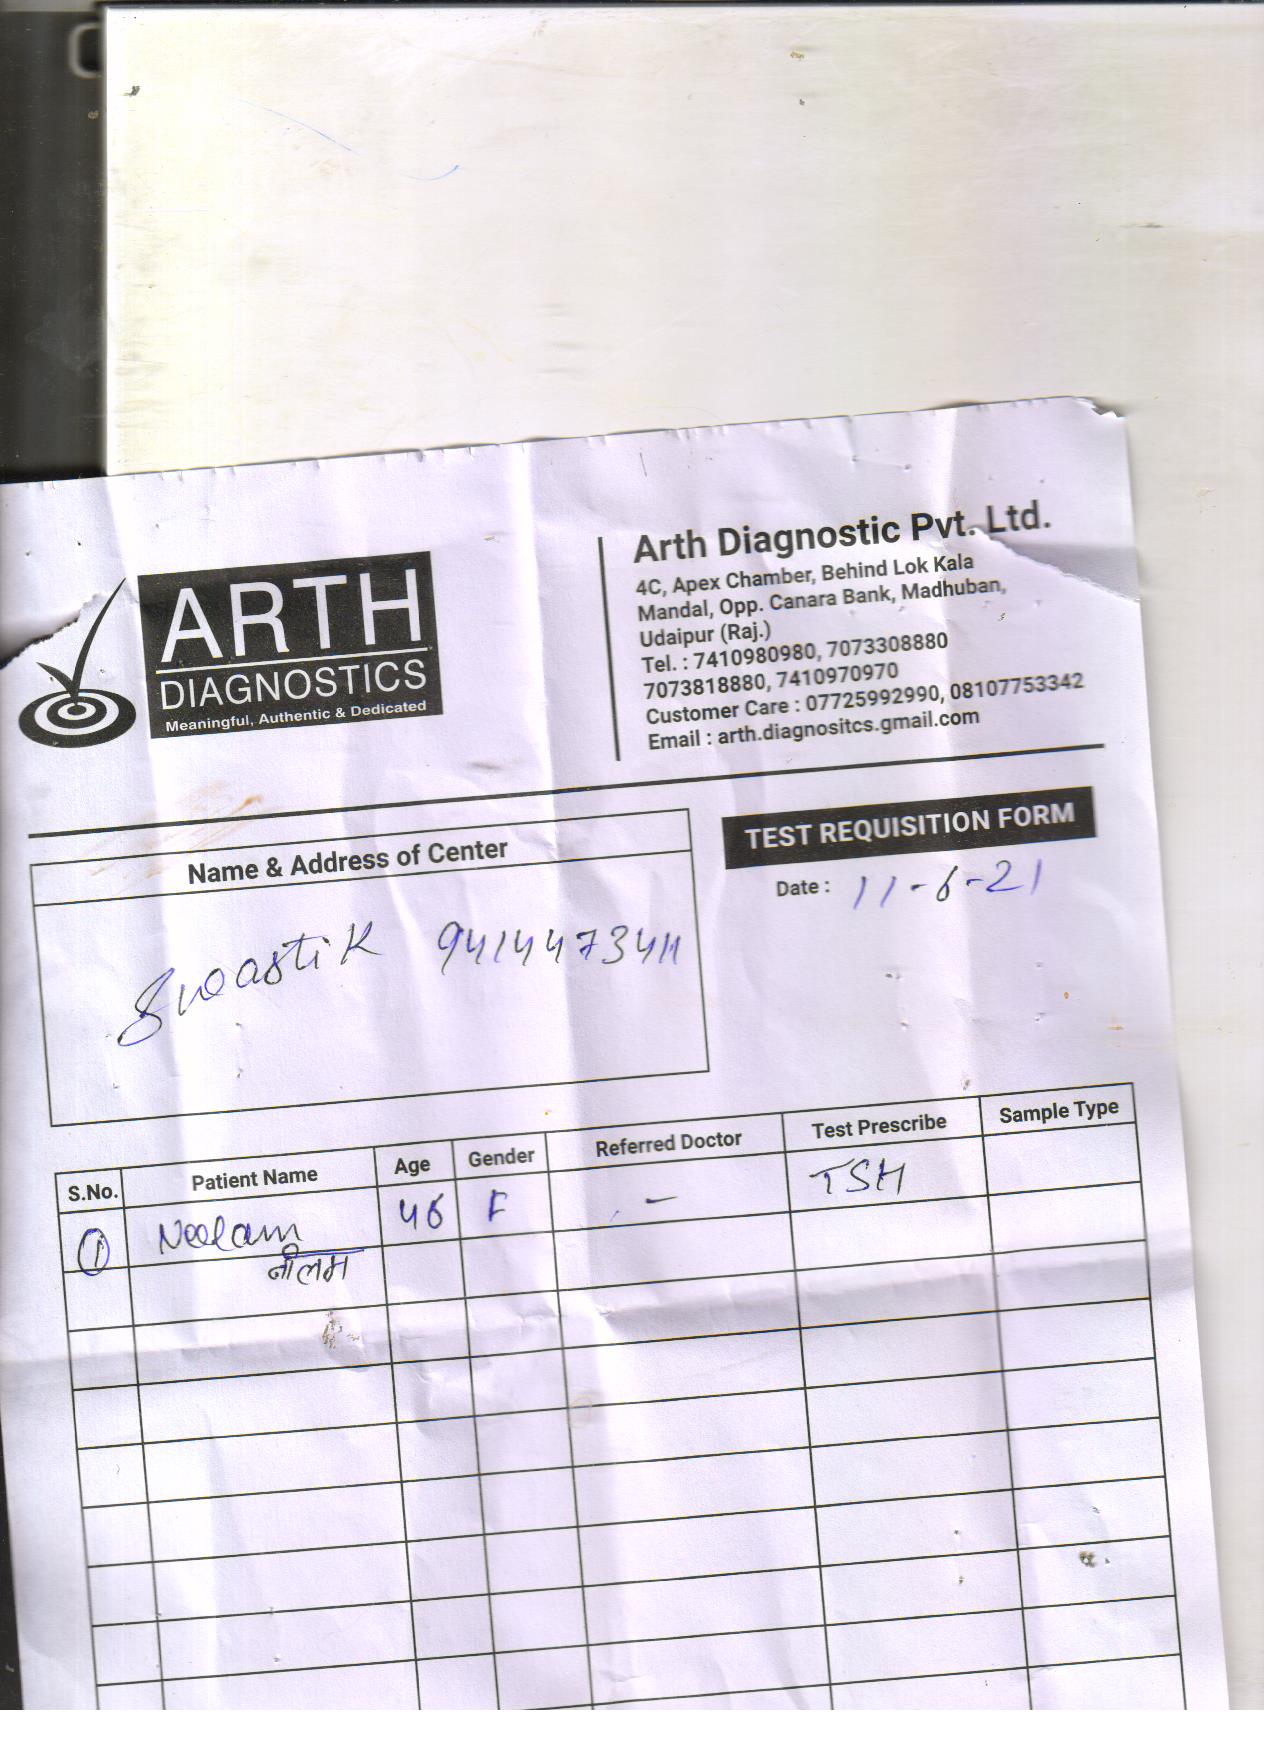 ARTH
DIAGNOSTICS
Meaningful, Authentic & Dedicated
Arth Diagnostic Pvt. Ltd.
4C, Apex Chamber, Behind Lok Kala
Mandal, Opp. Canara Bank, Madhuban,
Udaipur (Raj.)
Tel. : 7410980980, 7073308880
7073818880, 7410970970
Customer Care : 07725992990, 08107753342
Email : arth.diagnositcs.gmail.com
TEST REQUISITION FORM
Date : 11-6-21
Name & Address of Center
Swastik 9414473411
S.No. Patient Name Age Gender Referred Doctor Test Prescribe Sample Type
1 Neelam 46 F - TSH
नीलम